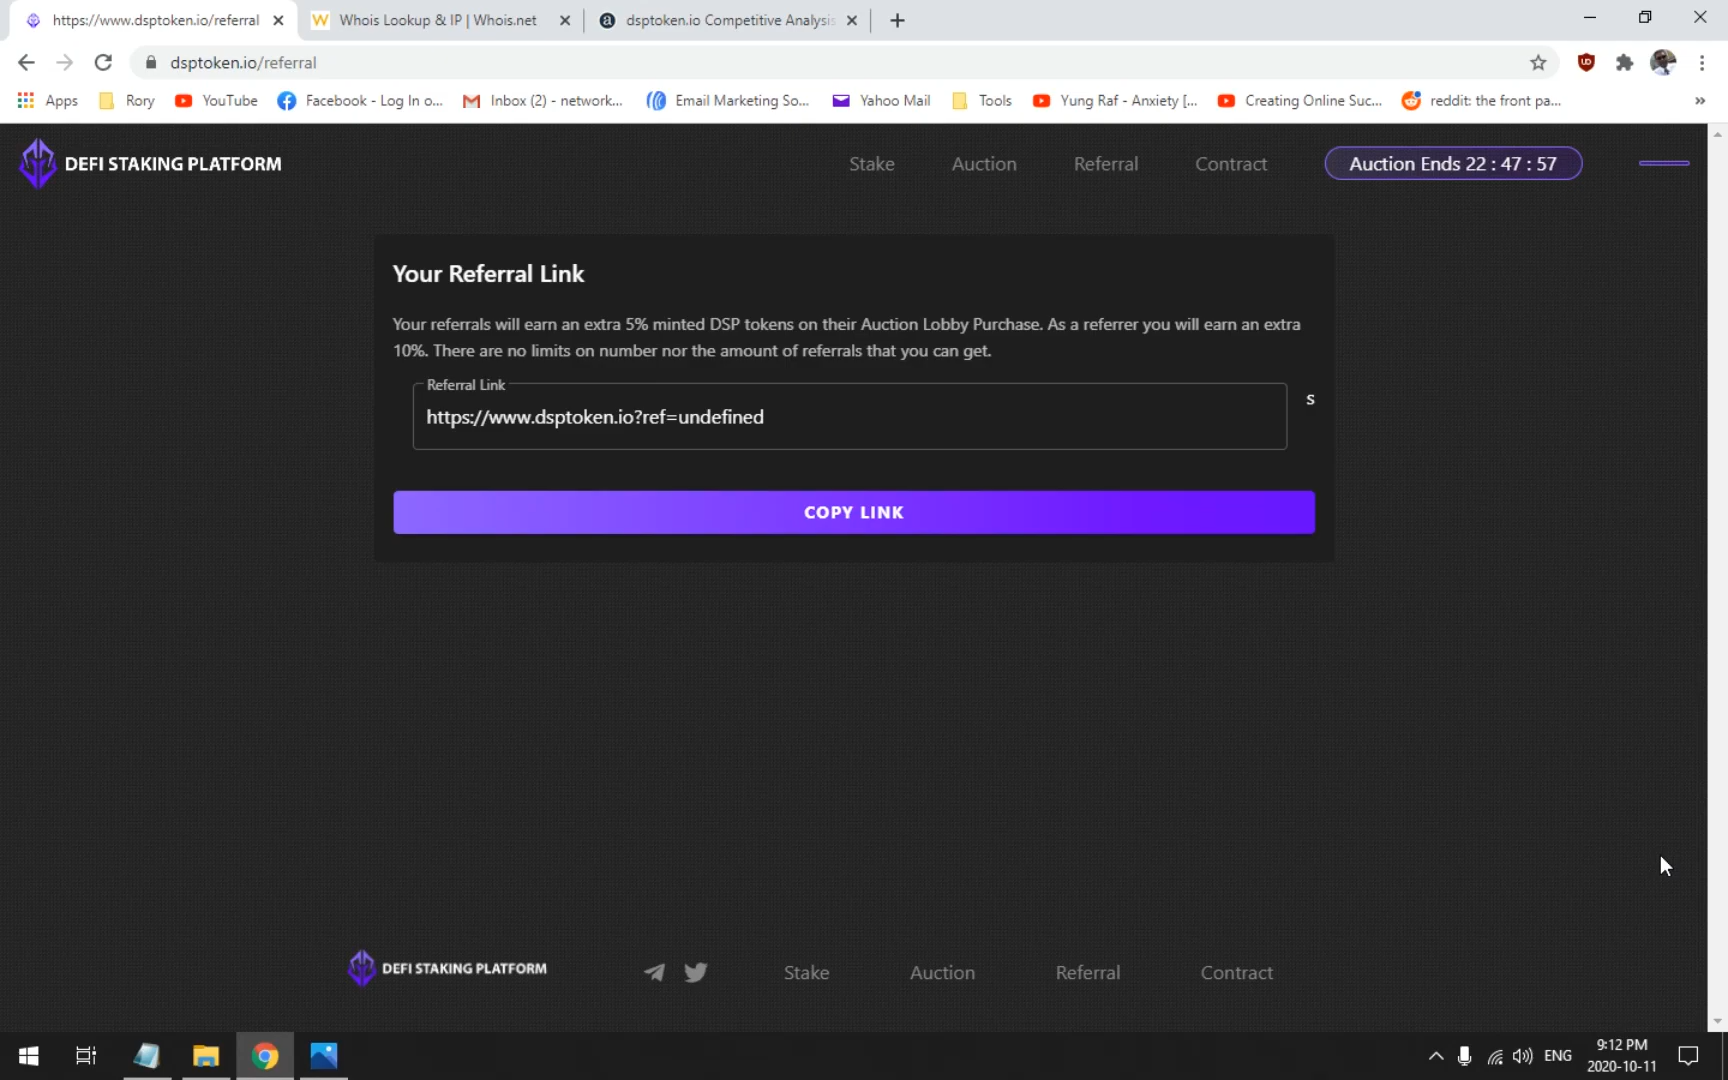 https://www.dsptoken.io/referral
Whois Lookup & IP | Whois.net
dsptoken.io Competitive Analysis
dsptoken.io/referral
Apps
Rory
YouTube
Facebook - Log In o...
Inbox (2) - network...
Email Marketing So...
Yahoo Mail
Tools
Yung Raf - Anxiety [...
Creating Online Suc...
reddit: the front pa...
DEFI STAKING PLATFORM
Stake
Auction
Referral
Contract
Auction Ends 22 : 47 : 57
Your Referral Link
Your referrals will earn an extra 5% minted DSP tokens on their Auction Lobby Purchase. As a referrer you will earn an extra
10%. There are no limits on number nor the amount of referrals that you can get.
Referral Link
https://www.dsptoken.io?ref=undefined
s
COPY LINK
DEFI STAKING PLATFORM
Stake
Auction
Referral
Contract
ENG
9:12 PM
2020-10-11